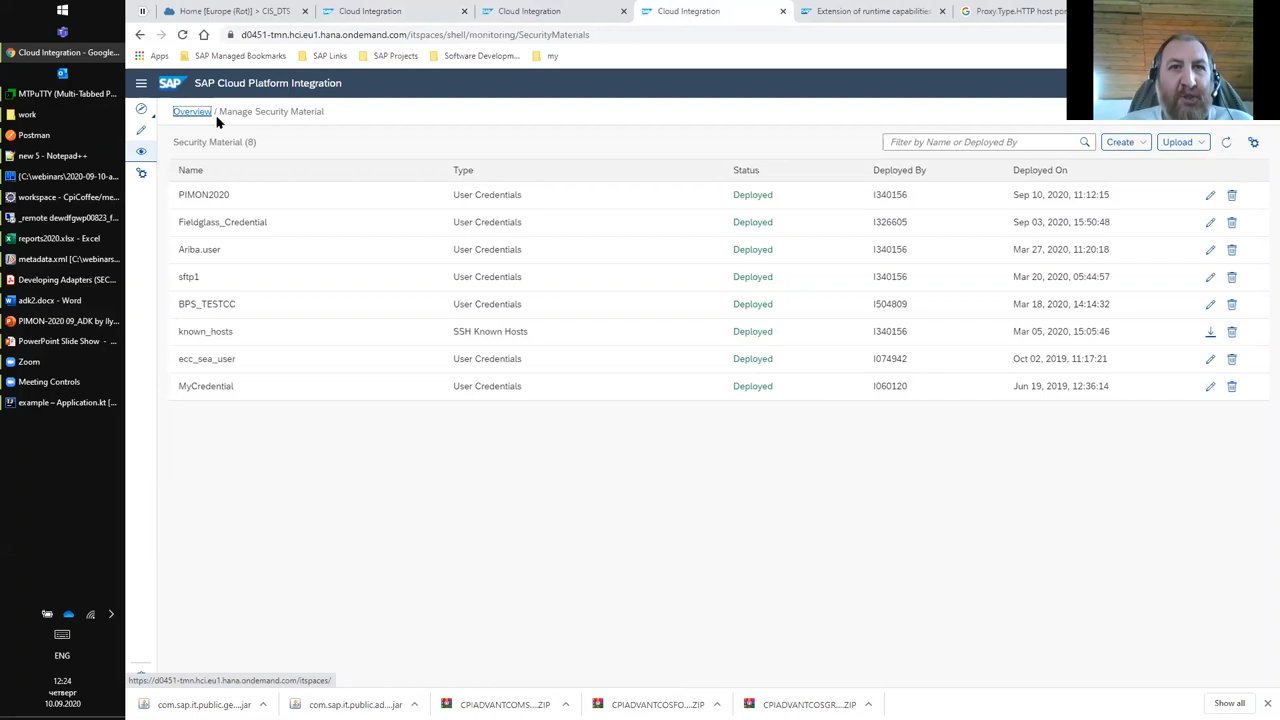 Home [Europe (Rot)] > CIS_DTS
Cloud Integration
Cloud Integration
Cloud Integration
Extension of runtime capabilities
Proxy.Type.HTTP host por
d0451-tmn.hci.eu1.hana.ondemand.com/itspaces/shell/monitoring/SecurityMaterials
Apps
SAP Managed Bookmarks
SAP Links
SAP Projects
Software Developm...
my
SAP
SAP Cloud Platform Integration
Overview / Manage Security Material
Security Material (8)
Filter by Name or Deployed By
Create
Upload
Name Type Status Deployed By Deployed On
PIMON2020 User Credentials Deployed I340156 Sep 10, 2020, 11:12:15
Fieldglass_Credential User Credentials Deployed I326605 Sep 03, 2020, 15:50:48
Ariba.user User Credentials Deployed I340156 Mar 27, 2020, 11:20:18
sftp1 User Credentials Deployed I340156 Mar 20, 2020, 05:44:57
BPS_TESTCC User Credentials Deployed I504809 Mar 18, 2020, 14:14:32
known_hosts SSH Known Hosts Deployed I340156 Mar 05, 2020, 15:05:46
ecc_sea_user User Credentials Deployed I074942 Oct 02, 2019, 11:17:21
MyCredential User Credentials Deployed I060120 Jun 19, 2019, 12:36:14
Cloud Integration - Google...
MTPuTTY (Multi-Tabbed P...
work
Postman
new 5 - Notepad++
{C:\webinars\2020-09-10-a...
workspace - CpiCoffee/me...
_remote dewdfgwp00823_f...
reports2020.xlsx - Excel
metadata.xml [C:\webinars...
Developing Adapters (SEC...
adk2.docx - Word
PIMON-2020 09_ADK by Ily...
PowerPoint Slide Show - ...
Zoom
Meeting Controls
example – Application.kt [...
ENG
12:24
четверг
10.09.2020
https://d0451-tmn.hci.eu1.hana.ondemand.com/itspaces/
com.sap.it.public.ge....jar
com.sap.it.public.ad....jar
CPIADVANTCOMS....ZIP
CPIADVANTCOSFO....ZIP
CPIADVANTCOSGR....ZIP
Show all